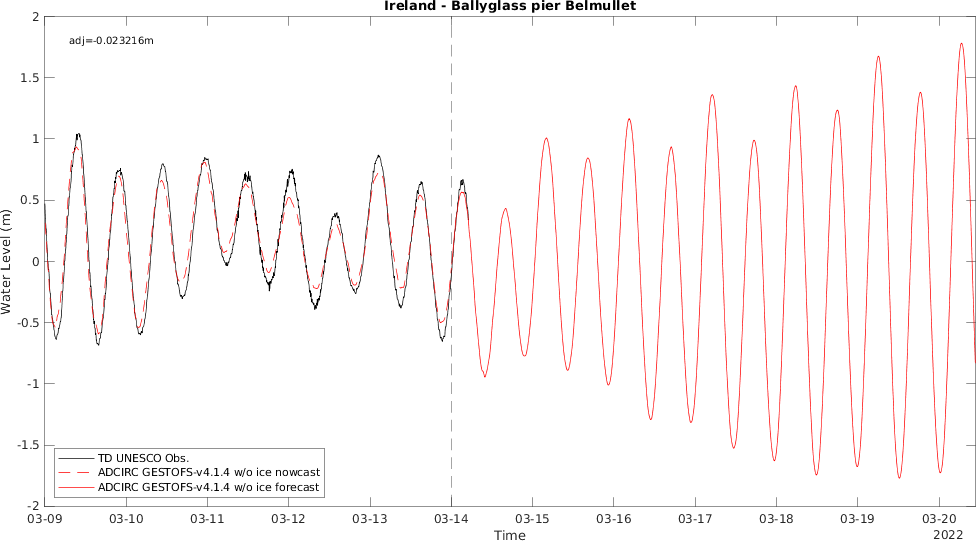 Ireland - Ballyglass pier Belmullet
adj=-0.023216m
2
1.5
1
0.5
0
-0.5
-1
-1.5
-2
Water Level (m)
TD UNESCO Obs.
ADCIRC GESTOFS-v4.1.4 w/o ice nowcast
ADCIRC GESTOFS-v4.1.4 w/o ice forecast
03-09 03-10 03-11 03-12 03-13 03-14 03-15 03-16 03-17 03-18 03-19 03-20
Time
2022